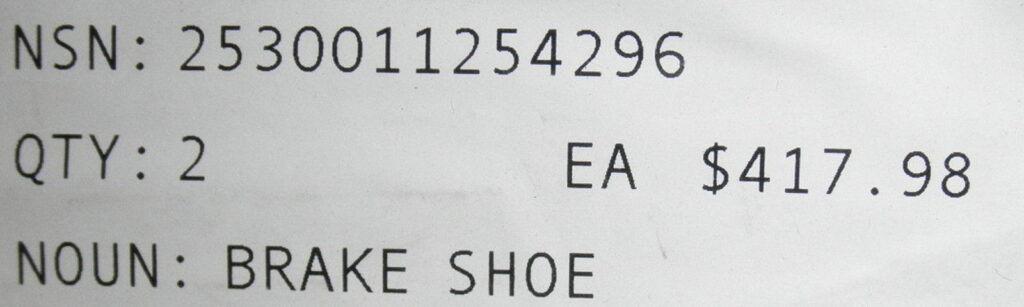 NSN: 2530011254296
QTY: 2 EA $417.98
NOUN: BRAKE SHOE